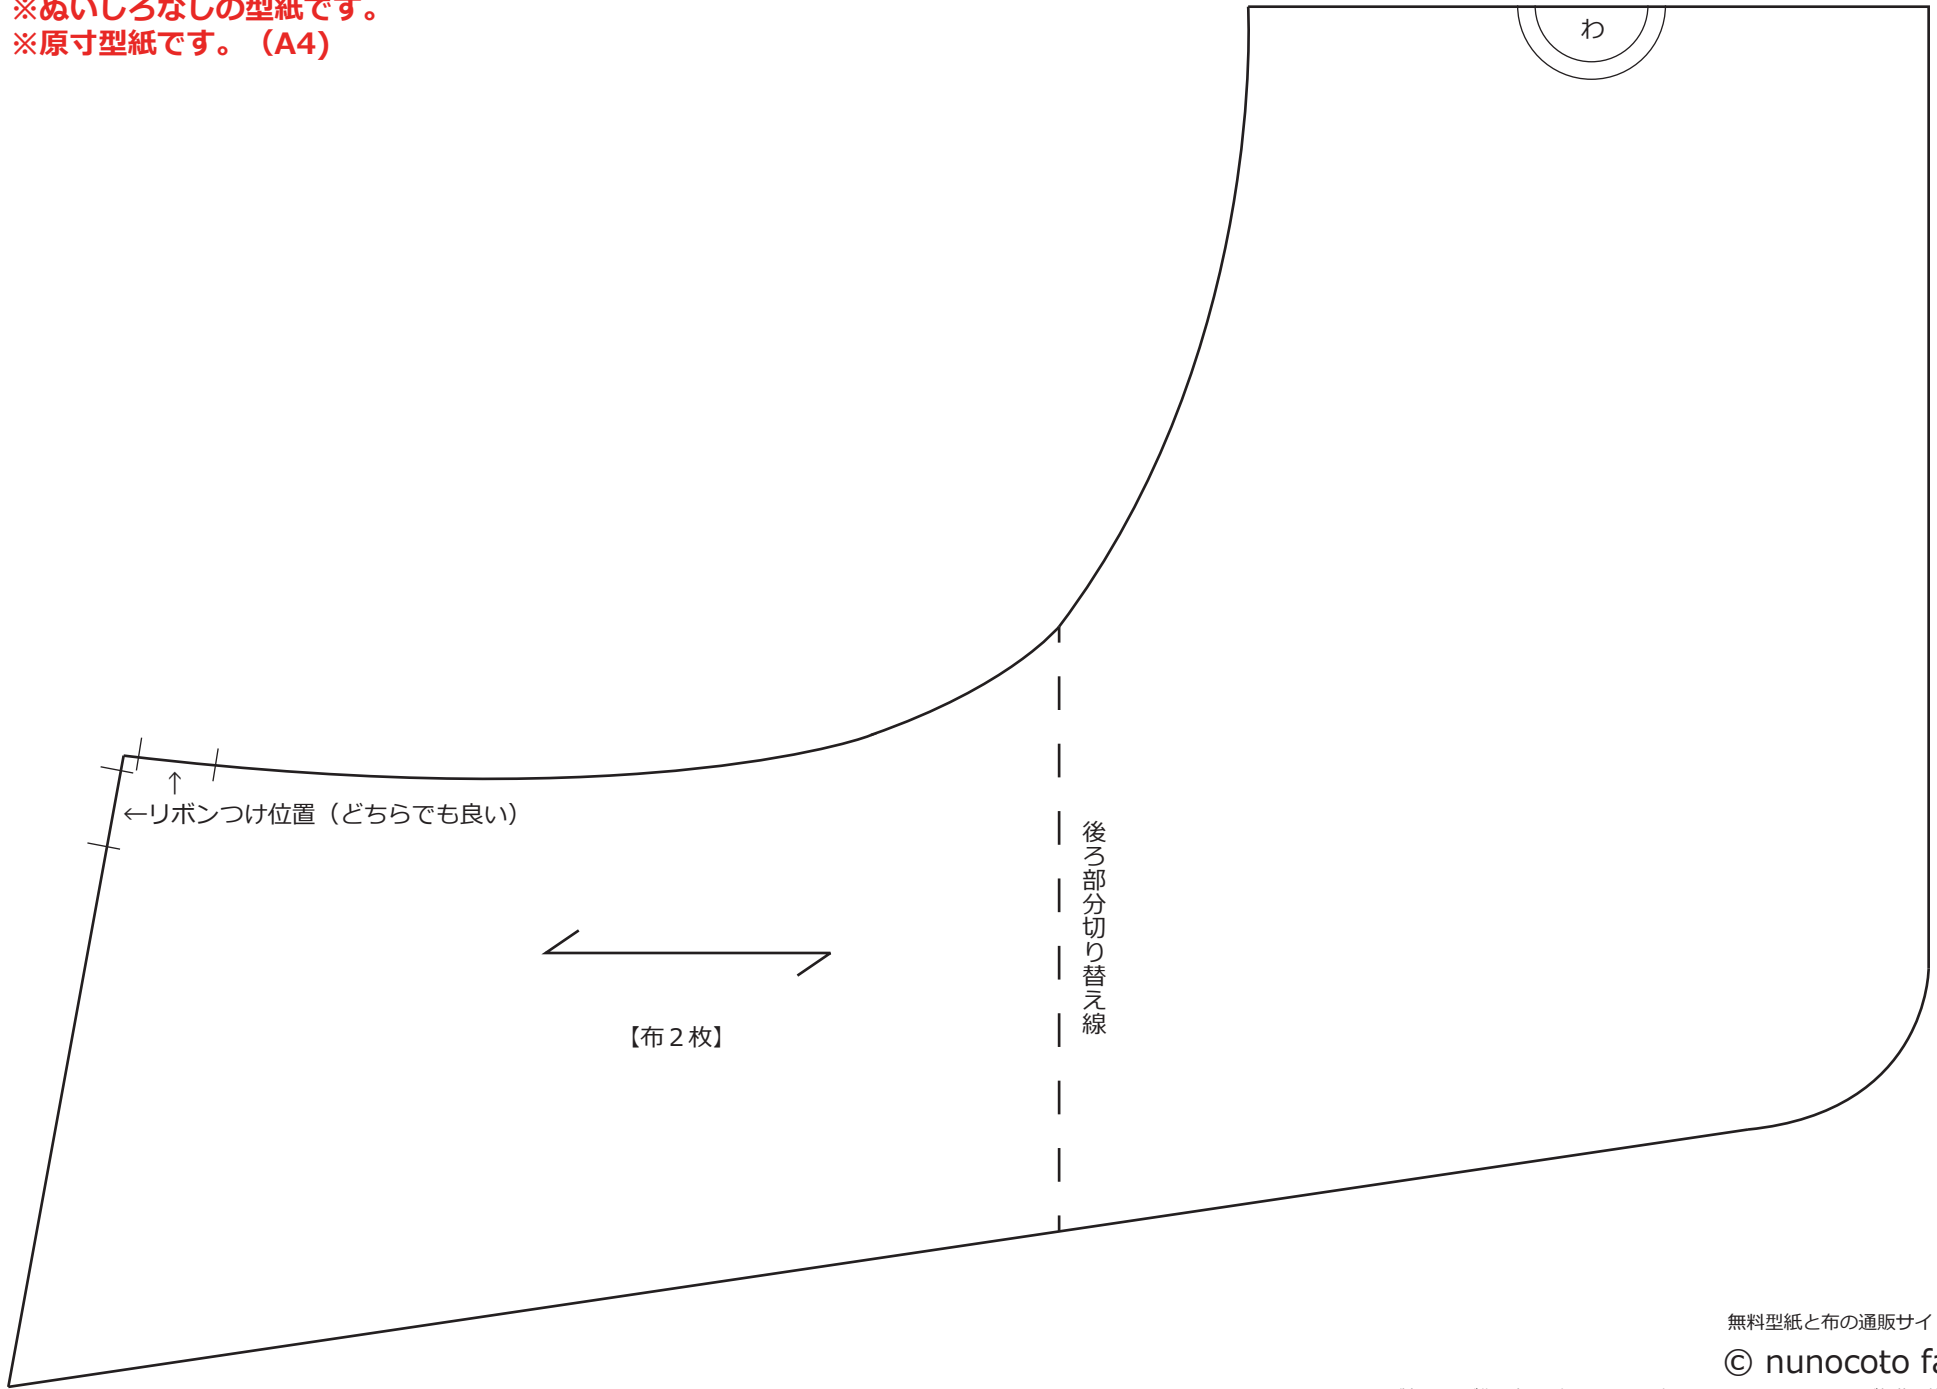 ※ぬいしろなしの型紙です。
※原寸型紙です。（A4)
わ
↑
←リボンつけ位置（どちらでも良い）
後ろ部分切り替え線
【布２枚】
無料型紙と布の通販サイ
© nunocoto fa